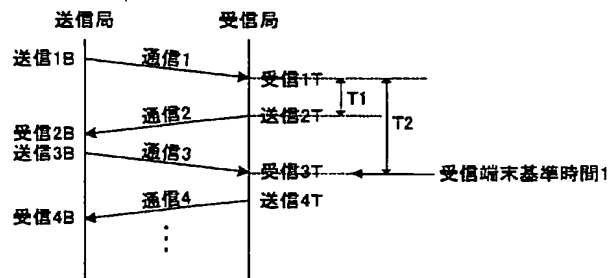 送信局 受信局
送信1B 通信1 受信1T
T1
送信2T
通信2 T2
受信2B
送信3B 通信3
受信3T 受信端末基準時間1
通信4 送信4T
受信4B